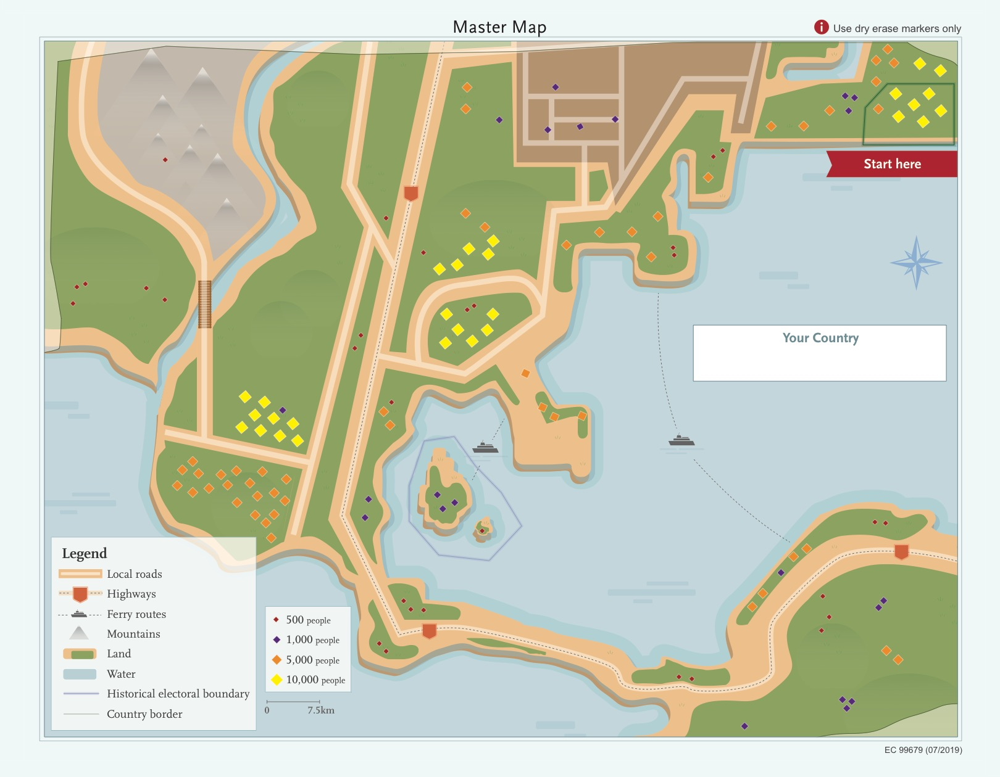 Master Map
Use dry erase markers only
Start here
Your Country
Legend
Local roads
Highways
Ferry routes
Mountains
Land
Water
Historical electoral boundary
Country border
500 people
1,000 people
5,000 people
10,000 people
0 7.5km
EC 99679 (07/2019)